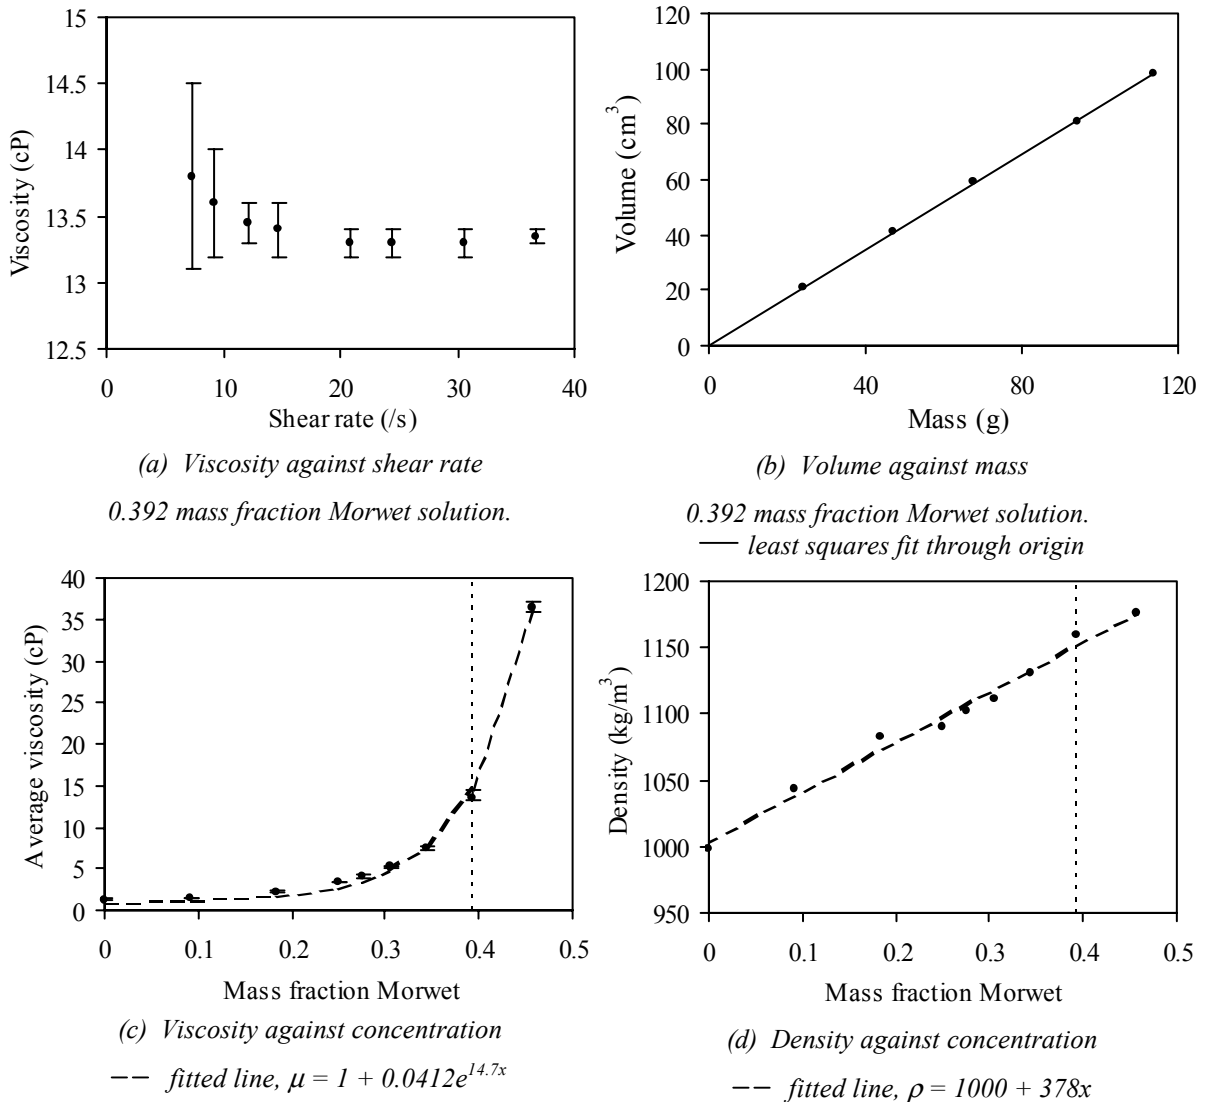 15
14.5
14
13.5
13
12.5
Viscosity (cP)
0 10 20 30 40
Shear rate (/s)
(a) Viscosity against shear rate
0.392 mass fraction Morwet solution.
120
100
80
60
40
20
0
Volume (cm³)
0 40 80 120
Mass (g)
(b) Volume against mass
0.392 mass fraction Morwet solution.
least squares fit through origin
40
35
30
25
20
15
10
5
0
Average viscosity (cP)
0 0.1 0.2 0.3 0.4 0.5
Mass fraction Morwet
(c) Viscosity against concentration
fitted line, μ = 1 + 0.0412e^{14.7x}
1200
1150
1100
1050
1000
950
Density (kg/m³)
0 0.1 0.2 0.3 0.4 0.5
Mass fraction Morwet
(d) Density against concentration
fitted line, ρ = 1000 + 378x